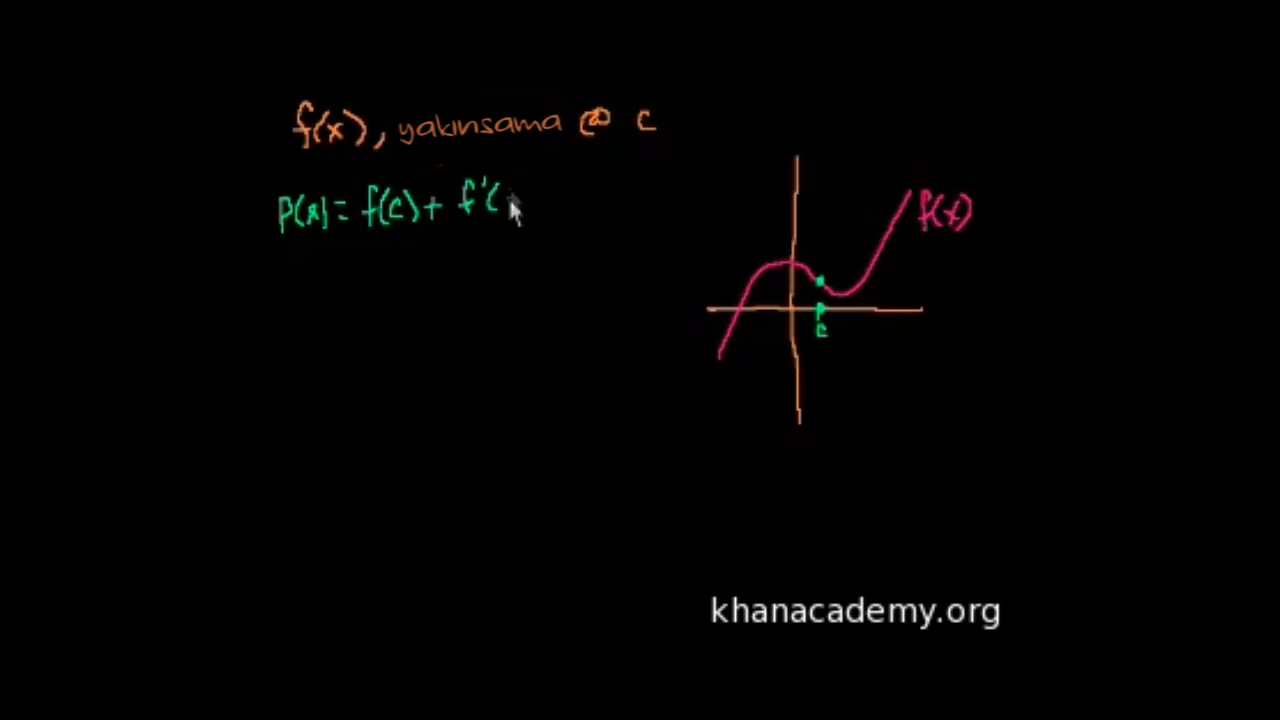 f(x), yakınsama @ c
p(x) = f(c) + f'(
f(x)
c
khanacademy.org